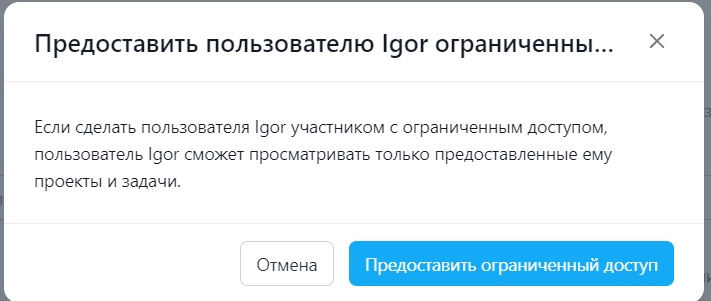 Предоставить пользователю Igor ограниченны...
Если сделать пользователя Igor участником с ограниченным доступом,
пользователь Igor сможет просматривать только предоставленные ему
проекты и задачи.
Отмена
Предоставить ограниченный доступ